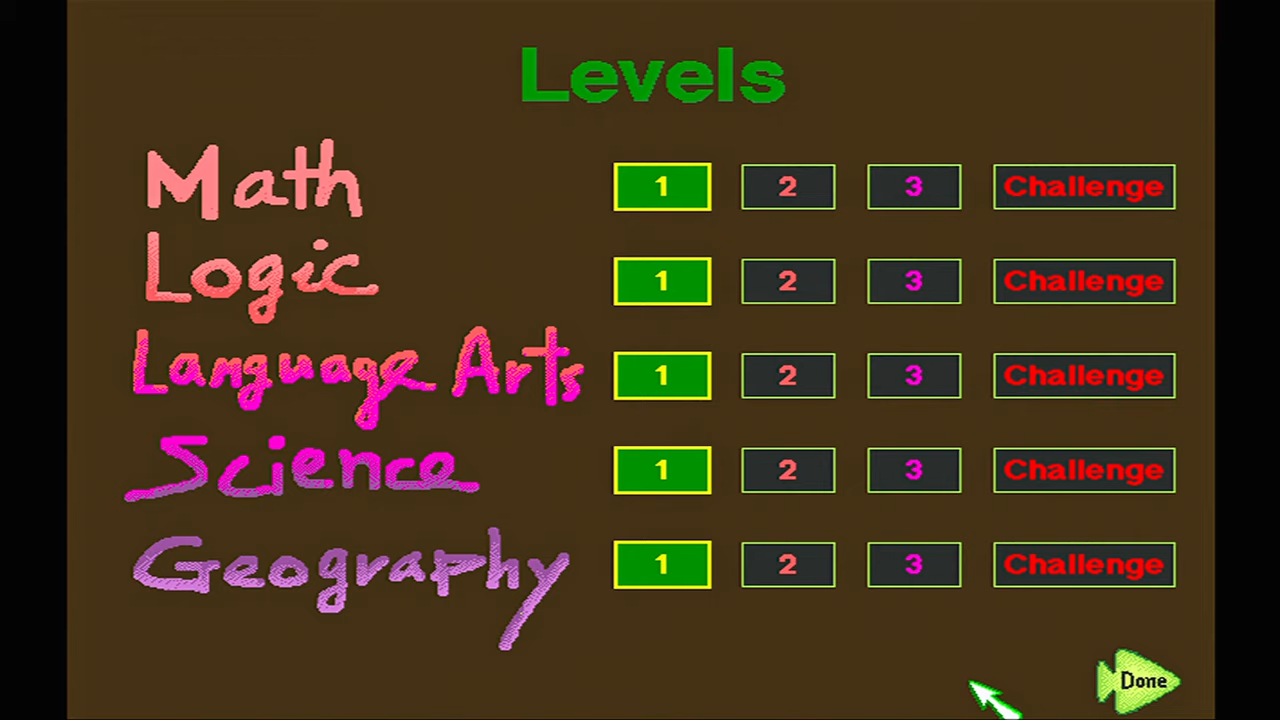 Levels
Math 1 2 3 Challenge
Logic 1 2 3 Challenge
Language Arts 1 2 3 Challenge
Science 1 2 3 Challenge
Geography 1 2 3 Challenge
Done